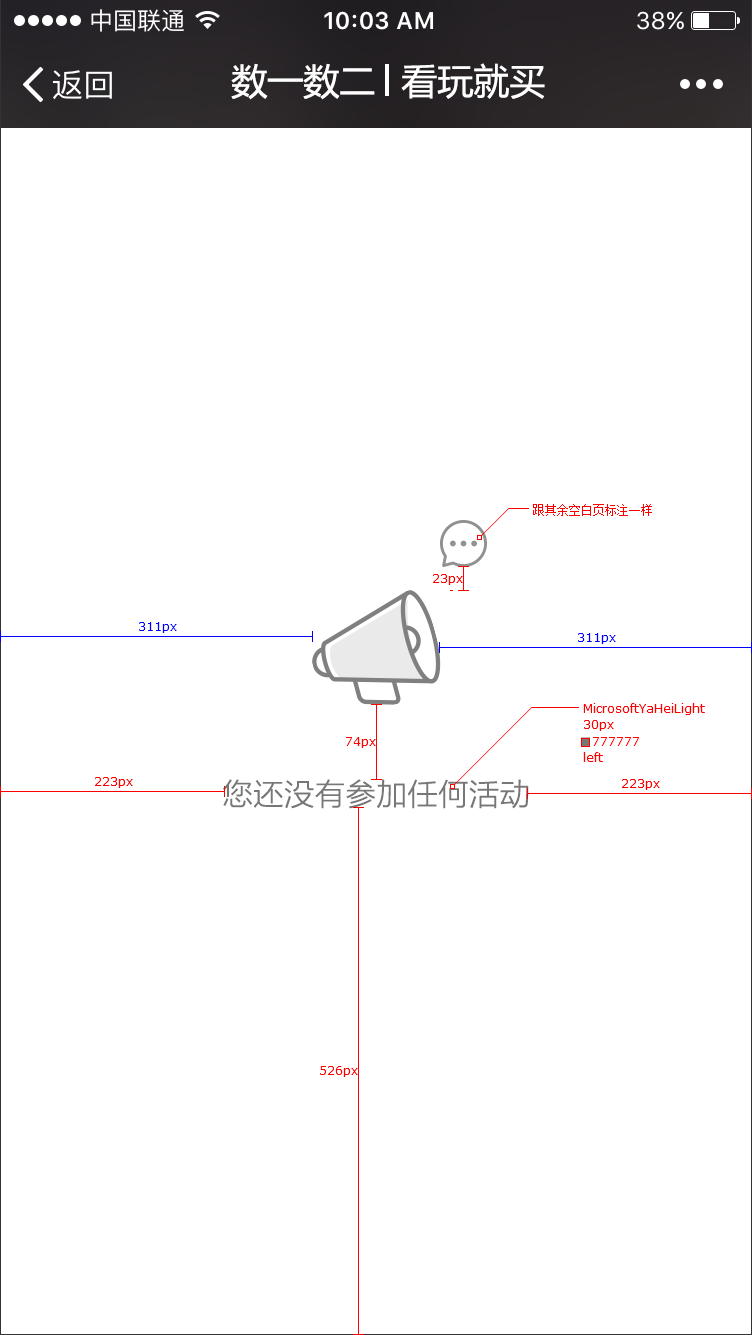 中国联通 10:03 AM 38%
返回 数一数二 | 看玩就买
跟其余空白页标注一样
23px
311px 311px
MicrosoftYaHeiLight
30px
74px 777777
left
223px 223px
您还没有参加任何活动
526px